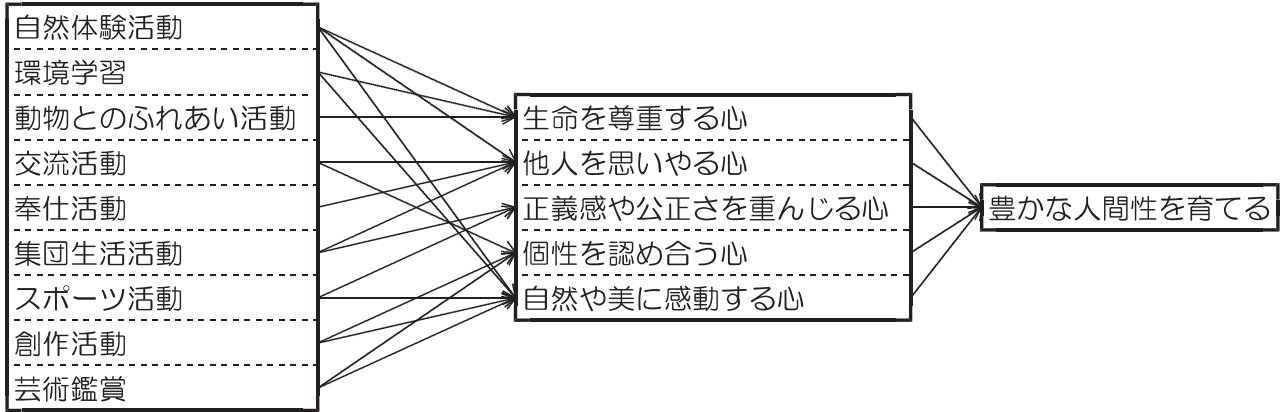 自然体験活動
環境学習
動物とのふれあい活動
交流活動
奉仕活動
集団生活活動
スポーツ活動
創作活動
芸術鑑賞
生命を尊重する心
他人を思いやる心
正義感や公正さを重んじる心
個性を認め合う心
自然や美に感動する心
豊かな人間性を育てる